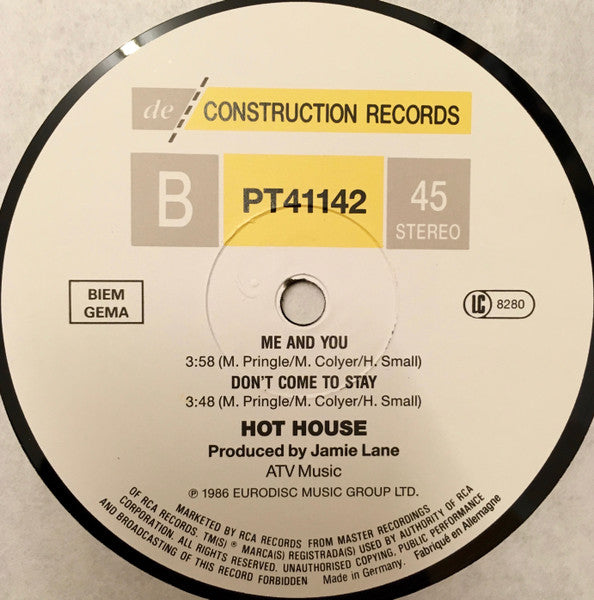 de CONSTRUCTION RECORDS
B PT41142 45
STEREO
BIEM
GEMA
LC 8280
ME AND YOU
3:58 (M. Pringle/M. Colyer/H. Small)
DON'T COME TO STAY
3:48 (M. Pringle/M. Colyer/H. Small)
HOT HOUSE
Produced by Jamie Lane
ATV Music
℗ 1986 EURODISC MUSIC GROUP LTD.
MARKETED BY RCA RECORDS FROM MASTER RECORDINGS
OF RCA RECORDS. TM(S) ® MARCA(S) REGISTRADA(S) USED BY AUTHORITY OF RCA
CORPORATION. ALL RIGHTS RESERVED. UNAUTHORISED COPYING, PUBLIC PERFORMANCE
AND BROADCASTING OF THIS RECORD FORBIDDEN Made in Germany. Fabriqué en Allemagne